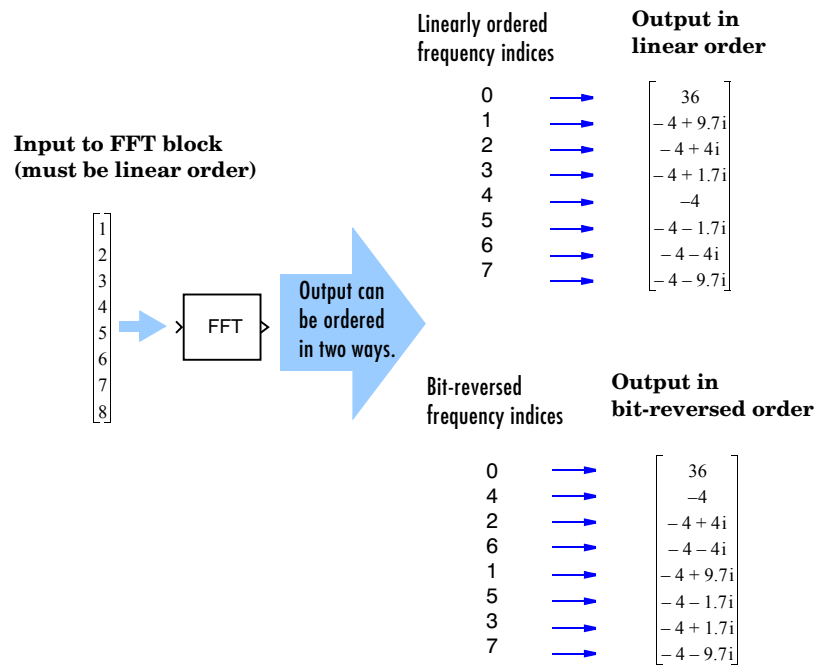 Input to FFT block
(must be linear order)
1
2
3
4
5
6
7
8
FFT
Output can
be ordered
in two ways.
Linearly ordered
frequency indices
Output in
linear order
0 36
1 – 4 + 9.7i
2 – 4 + 4i
3 – 4 + 1.7i
4 –4
5 – 4 – 1.7i
6 – 4 – 4i
7 – 4 – 9.7i
Bit-reversed
frequency indices
Output in
bit-reversed order
0 36
4 –4
2 – 4 + 4i
6 – 4 – 4i
1 – 4 + 9.7i
5 – 4 – 1.7i
3 – 4 + 1.7i
7 – 4 – 9.7i